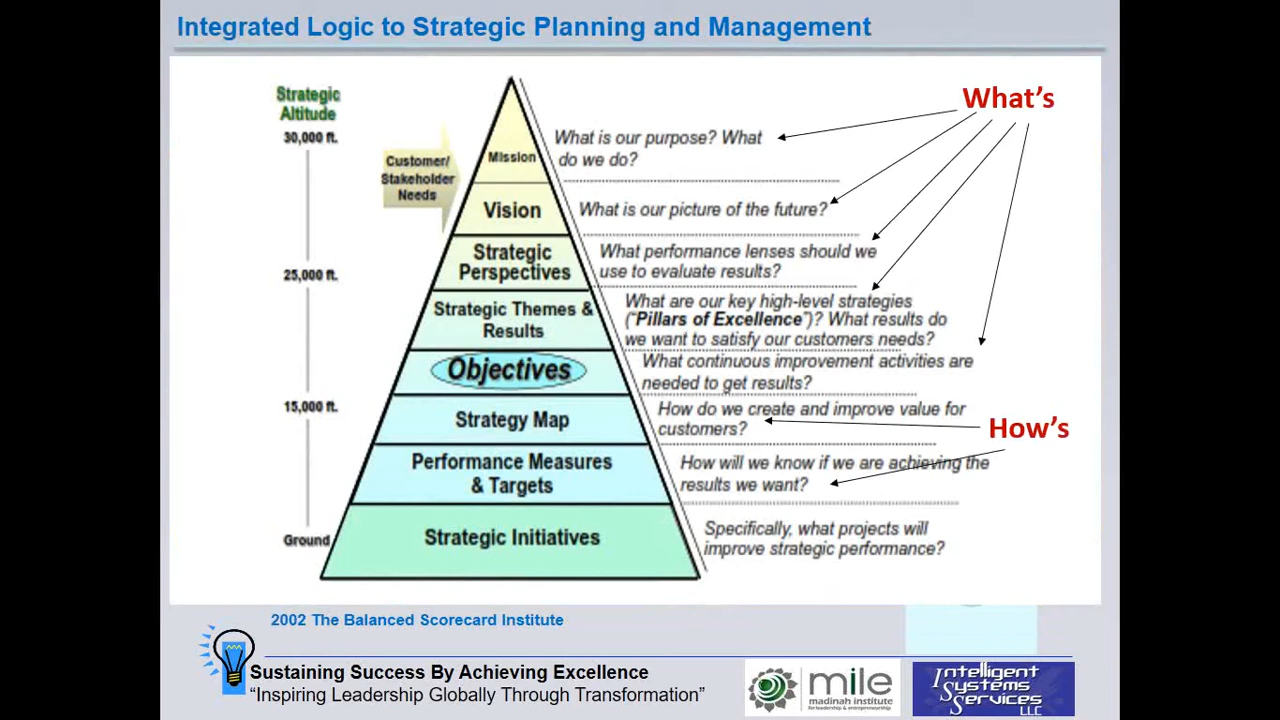 Integrated Logic to Strategic Planning and Management
Strategic
Altitude
30,000 ft.
25,000 ft.
15,000 ft.
Ground
Customer/
Stakeholder
Needs
Mission
Vision
Strategic
Perspectives
Strategic Themes &
Results
Objectives
Strategy Map
Performance Measures
& Targets
Strategic Initiatives
What is our purpose? What
do we do?
What is our picture of the future?
What performance lenses should we
use to evaluate results?
What are our key high-level strategies
("Pillars of Excellence")? What results do
we want to satisfy our customers needs?
What continuous improvement activities are
needed to get results?
How do we create and improve value for
customers?
How will we know if we are achieving the
results we want?
Specifically, what projects will
improve strategic performance?
What's
How's
2002 The Balanced Scorecard Institute
Sustaining Success By Achieving Excellence
“Inspiring Leadership Globally Through Transformation”
mile
madinah institute
for leadership & entrepreneurship
Intelligent
Systems
Services
LLC